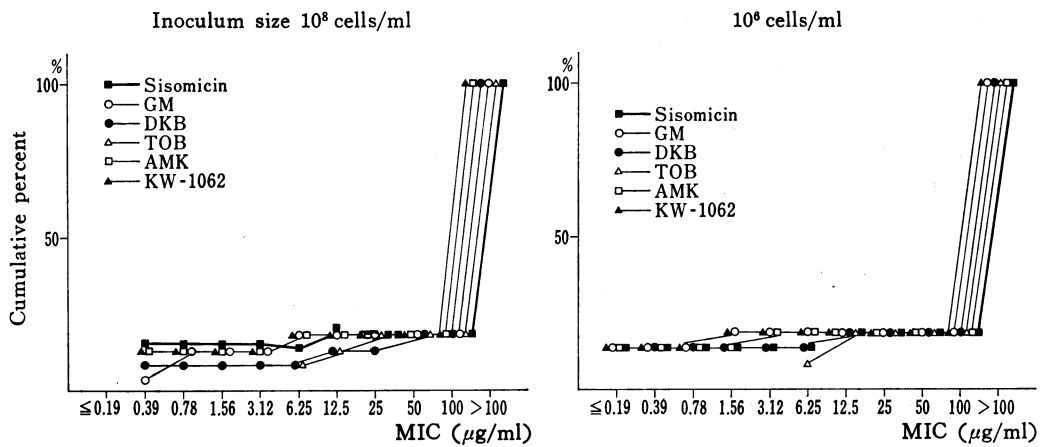 Inoculum size 10⁸ cells/ml
%
100
50
Cumulative percent
Sisomicin
GM
DKB
TOB
AMK
KW-1062
≦0.19 0.39 0.78 1.56 3.12 6.25 12.5 25 50 100 >100
MIC (μg/ml)
10⁶ cells/ml
%
100
50
Sisomicin
GM
DKB
TOB
AMK
KW-1062
≦0.19 0.39 0.78 1.56 3.12 6.25 12.5 25 50 100 >100
MIC (μg/ml)